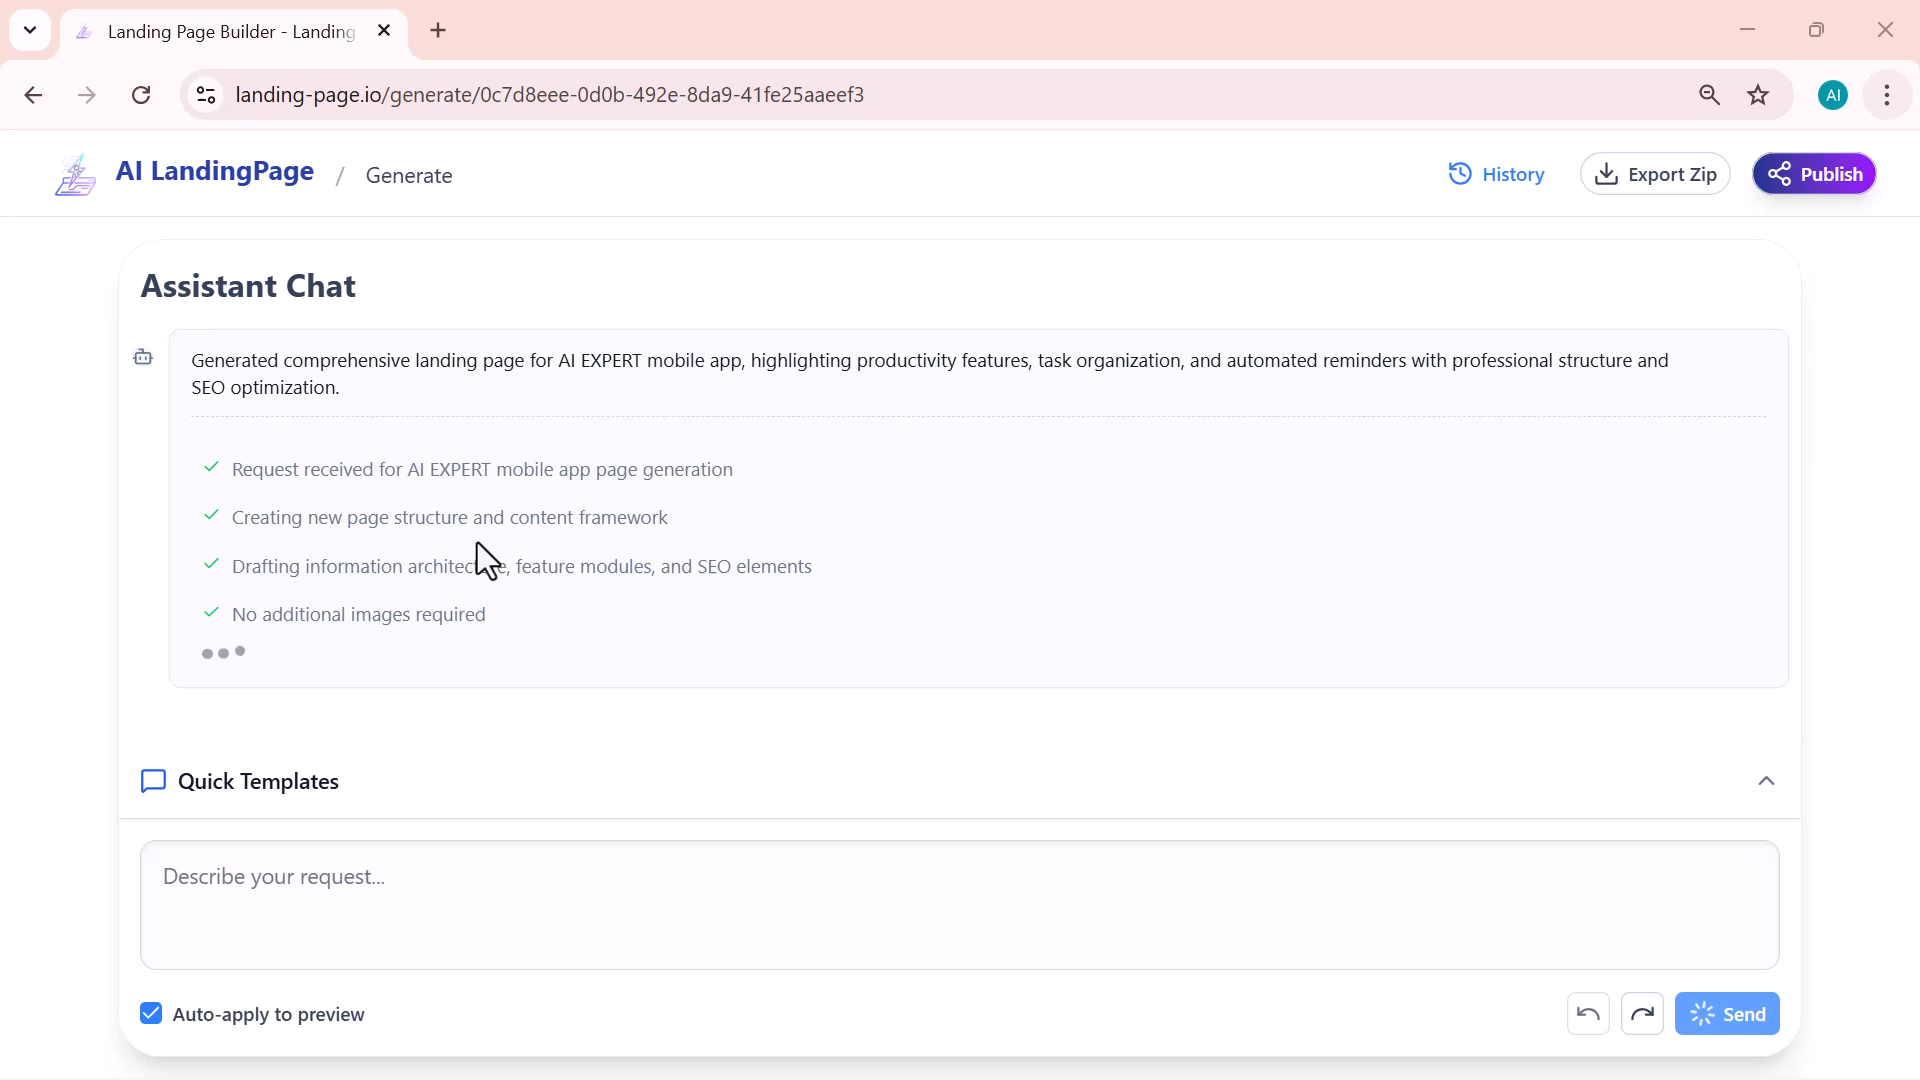 Landing Page Builder - Landing
landing-page.io/generate/0c7d8eee-0d0b-492e-8da9-41fe25aaeef3
AI
AI LandingPage / Generate
History
Export Zip
Publish
Assistant Chat
Generated comprehensive landing page for AI EXPERT mobile app, highlighting productivity features, task organization, and automated reminders with professional structure and
SEO optimization.
Request received for AI EXPERT mobile app page generation
Creating new page structure and content framework
Drafting information architecture, feature modules, and SEO elements
No additional images required
Quick Templates
Describe your request...
Auto-apply to preview
Send